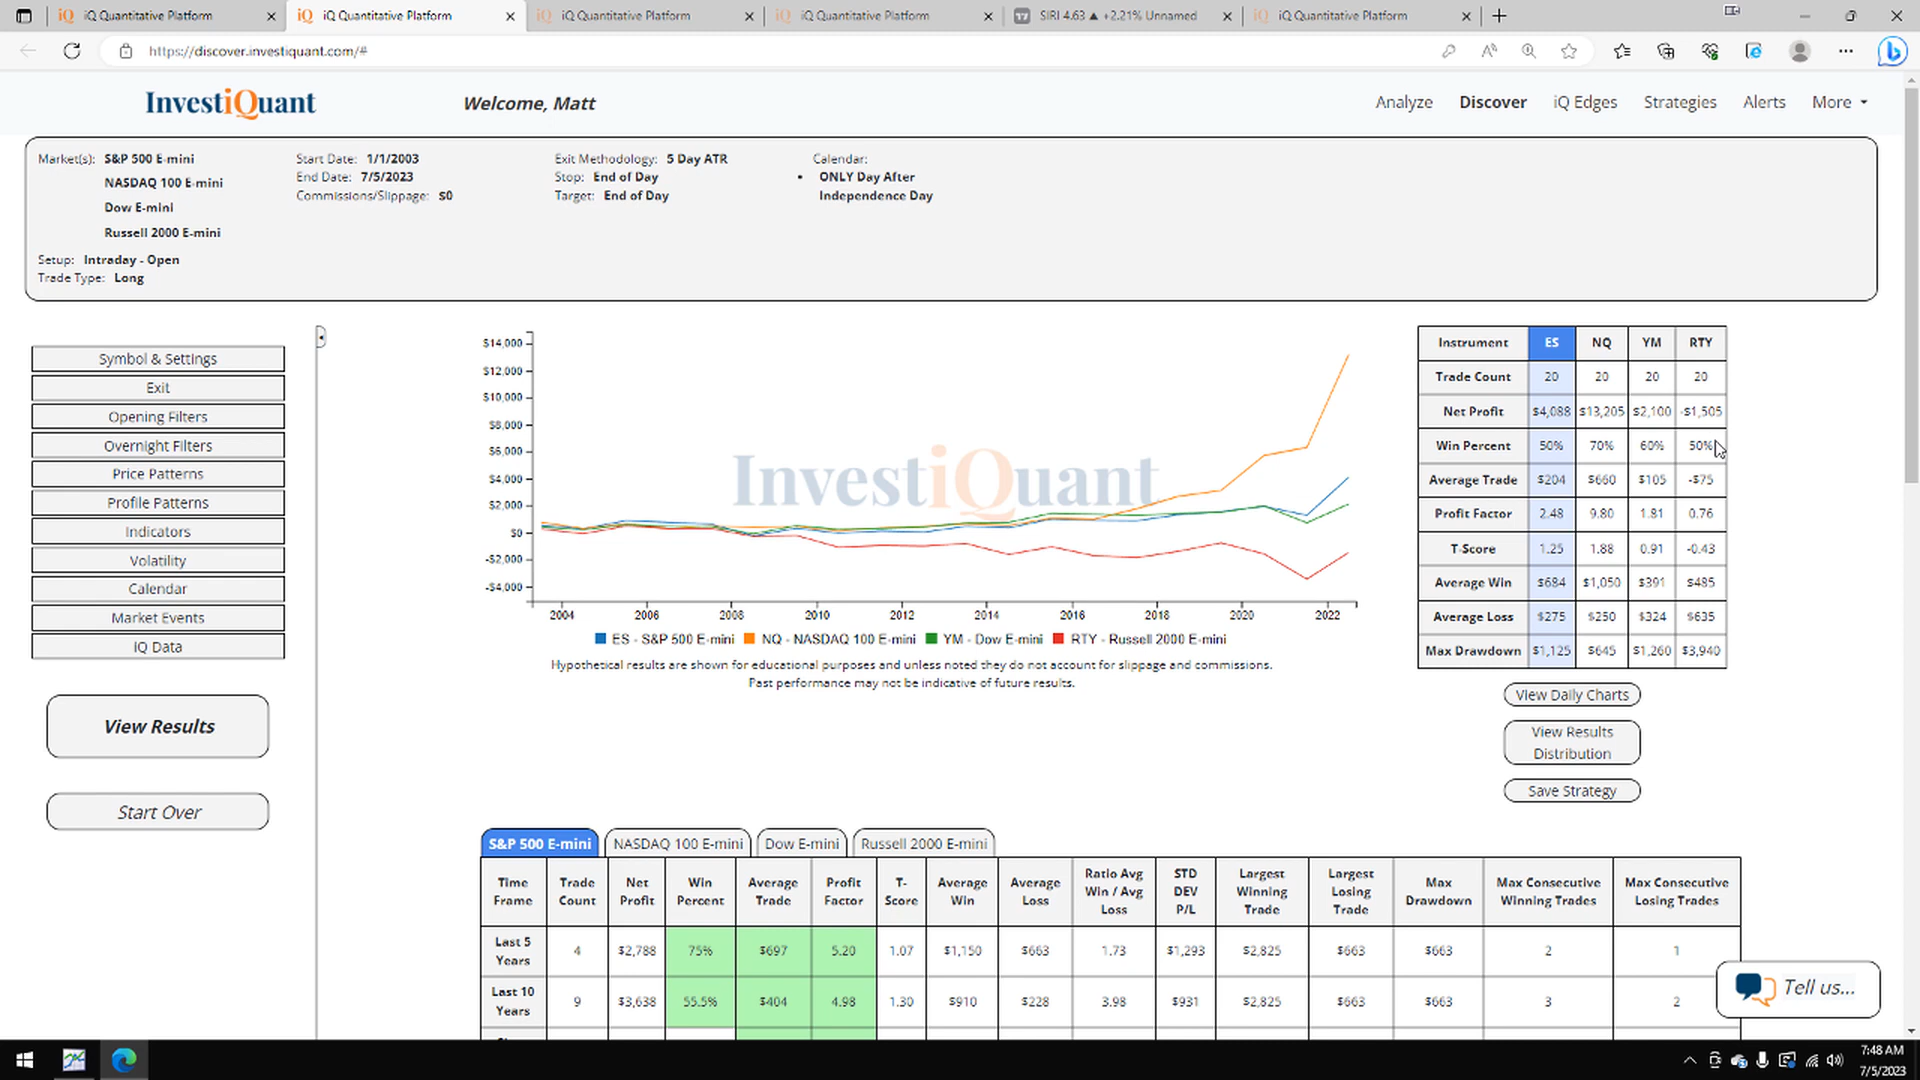 iQ Quantitative Platform
iQ Quantitative Platform
iQ Quantitative Platform
iQ Quantitative Platform
SIRI 4.63 ▲ +2.21% Unnamed
iQ Quantitative Platform
https://discover.investiquant.com/#
InvestiQuant
Welcome, Matt
Analyze Discover iQ Edges Strategies Alerts More
Market(s): S&P 500 E-mini
NASDAQ 100 E-mini
Dow E-mini
Russell 2000 E-mini
Setup: Intraday - Open
Trade Type: Long
Start Date: 1/1/2003
End Date: 7/5/2023
Commissions/Slippage: $0
Exit Methodology: 5 Day ATR
Stop: End of Day
Target: End of Day
Calendar:
• ONLY Day After
Independence Day
Symbol & Settings
Exit
Opening Filters
Overnight Filters
Price Patterns
Profile Patterns
Indicators
Volatility
Calendar
Market Events
iQ Data
View Results
Start Over
$14,000
$12,000
$10,000
$8,000
$6,000
$4,000
$2,000
$0
-$2,000
-$4,000
InvestiQuant
2004 2006 2008 2010 2012 2014 2016 2018 2020 2022
ES - S&P 500 E-mini NQ - NASDAQ 100 E-mini YM - Dow E-mini RTY - Russell 2000 E-mini
Hypothetical results are shown for educational purposes and unless noted they do not account for slippage and commissions.
Past performance may not be indicative of future results.
Instrument ES NQ YM RTY
Trade Count 20 20 20 20
Net Profit $4,088 $13,205 $2,100 -$1,505
Win Percent 50% 70% 60% 50%
Average Trade $204 $660 $105 -$75
Profit Factor 2.48 9.80 1.81 0.76
T-Score 1.25 1.88 0.91 -0.43
Average Win $684 $1,050 $391 $485
Average Loss $275 $250 $324 $635
Max Drawdown $1,125 $645 $1,260 $3,940
View Daily Charts
View Results
Distribution
Save Strategy
S&P 500 E-mini NASDAQ 100 E-mini Dow E-mini Russell 2000 E-mini
Time Frame Trade Count Net Profit Win Percent Average Trade Profit Factor T-Score Average Win Average Loss Ratio Avg Win / Avg Loss STD DEV P/L Largest Winning Trade Largest Losing Trade Max Drawdown Max Consecutive Winning Trades Max Consecutive Losing Trades
Last 5 Years 4 $2,788 75% $697 5.20 1.07 $1,150 $663 1.73 $1,293 $2,825 $663 $663 2 1
Last 10 Years 9 $3,638 55.5% $404 4.98 1.30 $910 $228 3.98 $931 $2,825 $663 $663 3 2
Tell us...
7:48 AM
7/5/2023